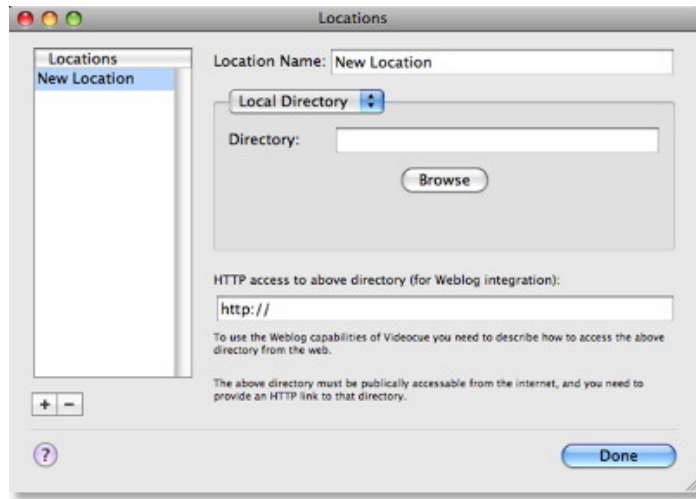 Locations
Locations
New Location
Location Name: New Location
Local Directory
Directory:
Browse
HTTP access to above directory (for Weblog integration):
http://
To use the Weblog capabilities of Videocue you need to describe how to access the above
directory from the web.
The above directory must be publically accessable from the internet, and you need to
provide an HTTP link to that directory.
+ −
?
Done